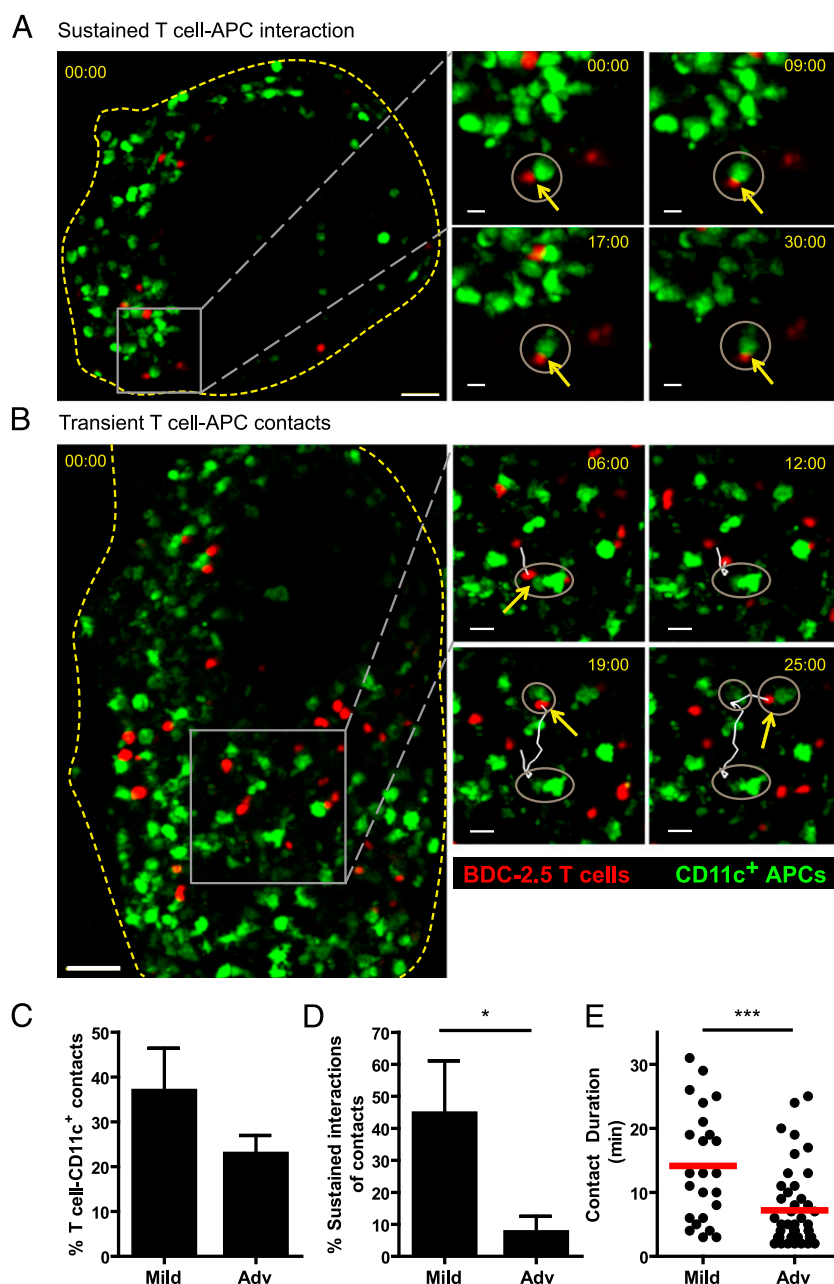 A Sustained T cell-APC interaction
00:00
00:00
09:00
17:00
30:00
B Transient T cell-APC contacts
00:00
06:00
12:00
19:00
25:00
BDC-2.5 T cells CD11c+ APCs
C
% T cell-CD11c+ contacts
50
40
30
20
10
0
Mild Adv
D
% Sustained interactions
of contacts
70
60
50
40
30
20
10
0
*
Mild Adv
E
Contact Duration
(min)
30
20
10
0
***
Mild Adv